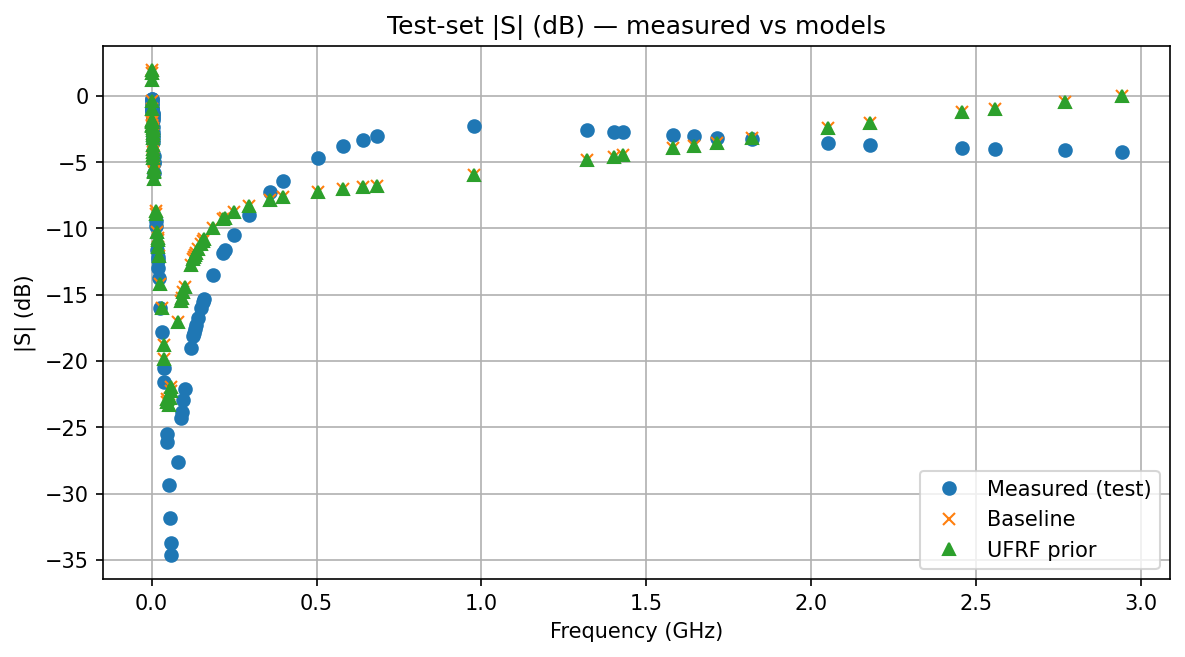 Test-set |S| (dB) — measured vs models
|S| (dB)
0
−5
−10
−15
−20
−25
−30
−35
0.0
0.5
1.0
1.5
2.0
2.5
3.0
Frequency (GHz)
Measured (test)
Baseline
UFRF prior